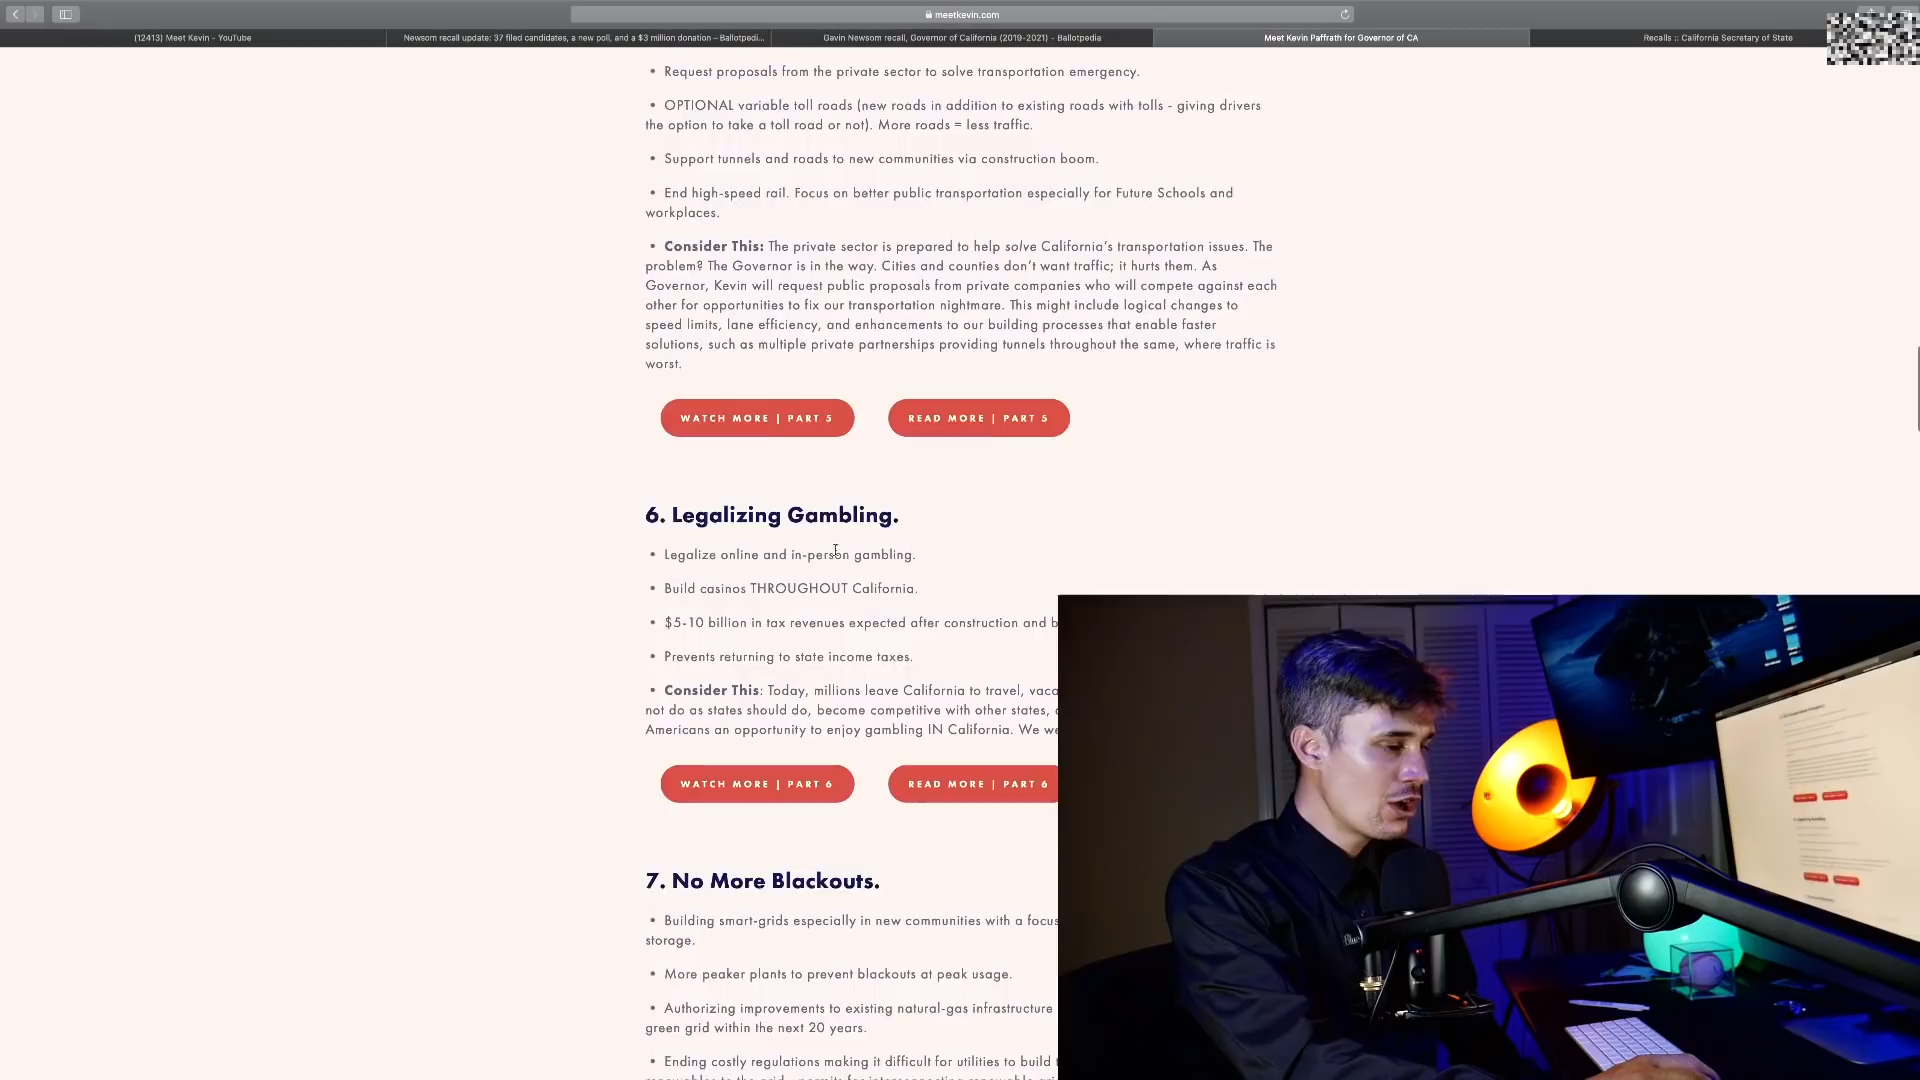 meetkevin.com
(12413) Meet Kevin - YouTube
Newsom recall update: 37 filed candidates, a new poll, and a $3 million donation – Ballotpedi...
Gavin Newsom recall, Governor of California (2019-2021) - Ballotpedia
Meet Kevin Paffrath for Governor of CA
Recalls :: California Secretary of State
• Request proposals from the private sector to solve transportation emergency.
• OPTIONAL variable toll roads (new roads in addition to existing roads with tolls - giving drivers
the option to take a toll road or not). More roads = less traffic.
• Support tunnels and roads to new communities via construction boom.
• End high-speed rail. Focus on better public transportation especially for Future Schools and
workplaces.
• Consider This: The private sector is prepared to help solve California's transportation issues. The
problem? The Governor is in the way. Cities and counties don't want traffic; it hurts them. As
Governor, Kevin will request public proposals from private companies who will compete against each
other for opportunities to fix our transportation nightmare. This might include logical changes to
speed limits, lane efficiency, and enhancements to our building processes that enable faster
solutions, such as multiple private partnerships providing tunnels throughout the same, where traffic is
worst.
WATCH MORE | PART 5
READ MORE | PART 5
6. Legalizing Gambling.
• Legalize online and in-person gambling.
• Build casinos THROUGHOUT California.
• $5-10 billion in tax revenues expected after construction and b
• Prevents returning to state income taxes.
• Consider This: Today, millions leave California to travel, vaca
not do as states should do, become competitive with other states,
Americans an opportunity to enjoy gambling IN California. We we
WATCH MORE | PART 6
READ MORE | PART 6
7. No More Blackouts.
• Building smart-grids especially in new communities with a focus
storage.
• More peaker plants to prevent blackouts at peak usage.
• Authorizing improvements to existing natural-gas infrastructure
green grid within the next 20 years.
• Ending costly regulations making it difficult for utilities to build
Blue